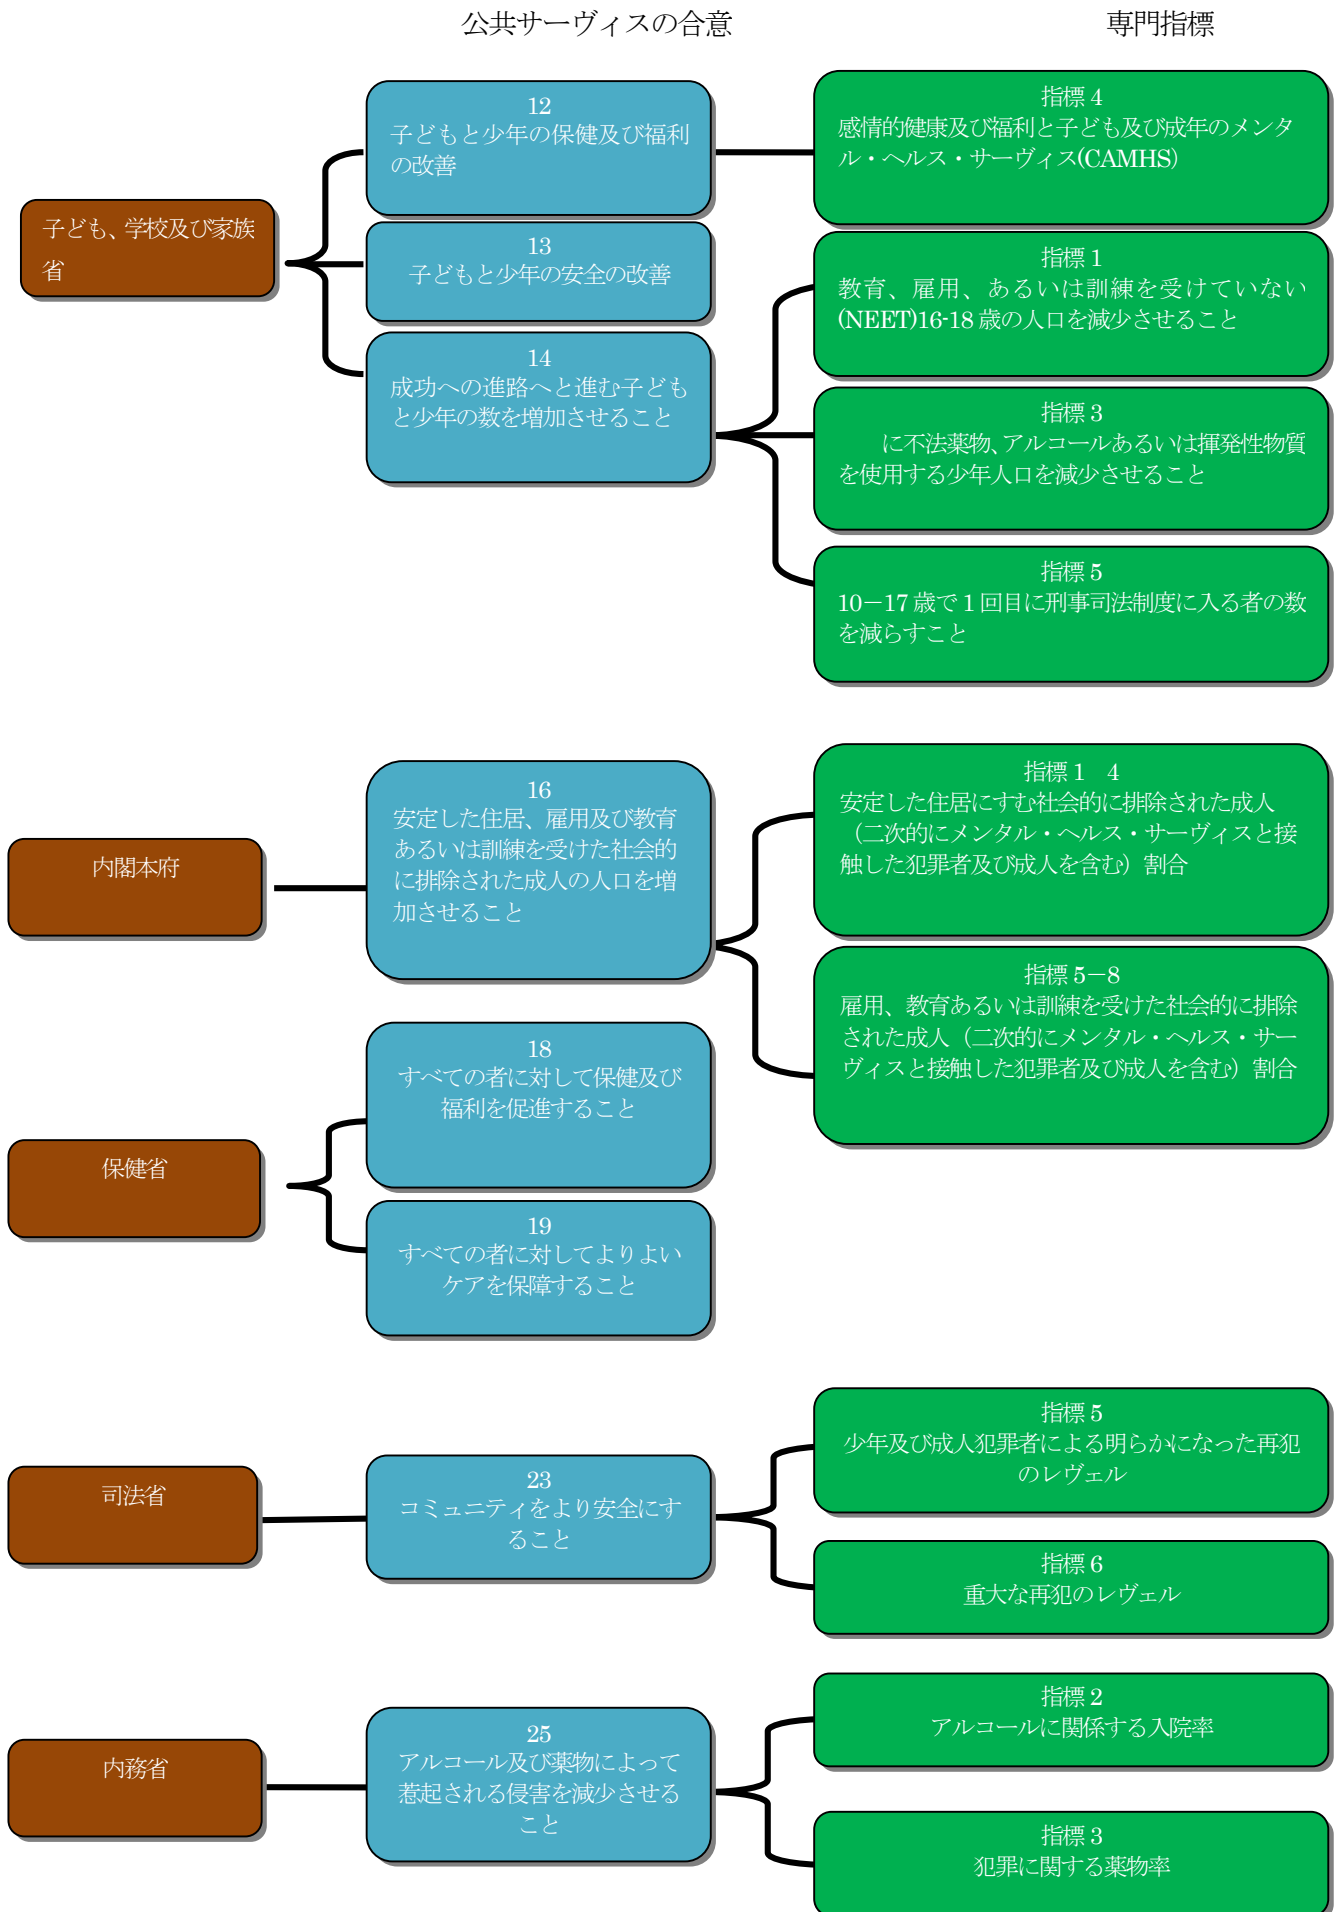 公共サーヴィスの合意
専門指標
子ども、学校及び家族
省
12
子どもと少年の保健及び福利
の改善
13
子どもと少年の安全の改善
14
成功への進路へと進む子ども
と少年の数を増加させること
指標 4
感情的健康及び福利と子ども及び成年のメンタ
ル・ヘルス・サーヴィス(CAMHS)
指標 1
教育、雇用、あるいは訓練を受けていない
(NEET)16-18 歳の人口を減少させること
指標 3
に不法薬物、アルコールあるいは揮発性物質
を使用する少年人口を減少させること
指標 5
10－17 歳で 1 回目に刑事司法制度に入る者の数
を減らすこと
内閣本府
16
安定した住居、雇用及び教育
あるいは訓練を受けた社会的
に排除された成人の人口を増
加させること
指標 1　4
安定した住居にすむ社会的に排除された成人
（二次的にメンタル・ヘルス・サーヴィスと接
触した犯罪者及び成人を含む）割合
指標 5－8
雇用、教育あるいは訓練を受けた社会的に排除
された成人（二次的にメンタル・ヘルス・サー
ヴィスと接触した犯罪者及び成人を含む）割合
保健省
18
すべての者に対して保健及び
福利を促進すること
19
すべての者に対してよりよい
ケアを保障すること
司法省
23
コミュニティをより安全にす
ること
指標 5
少年及び成人犯罪者による明らかになった再犯
のレヴェル
指標 6
重大な再犯のレヴェル
内務省
25
アルコール及び薬物によって
惹起される侵害を減少させる
こと
指標 2
アルコールに関係する入院率
指標 3
犯罪に関する薬物率